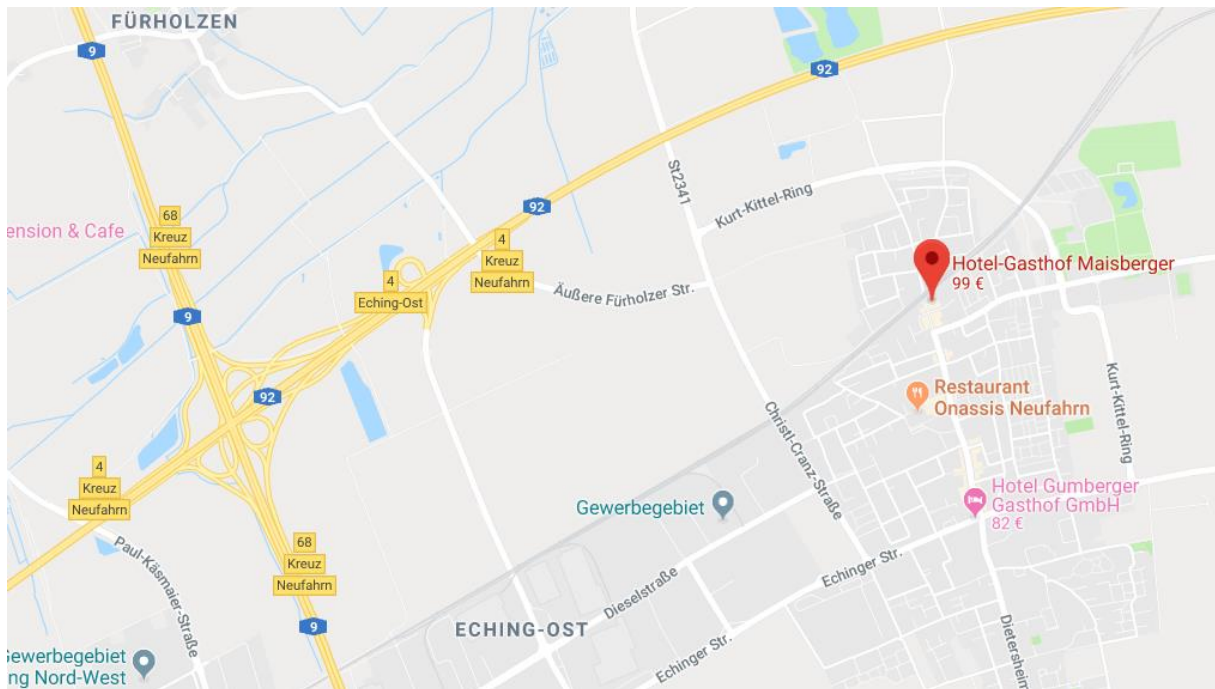 FÜRHOLZEN
9
92
68
Kreuz
Neufahrn
ension & Cafe
92
St2341
Kurt-Kittel-Ring
4
Kreuz
Neufahrn
4
Eching-Ost
Äußere Fürholzer Str.
Hotel-Gasthof Maisberger
99 €
9
92
Restaurant
Onassis Neufahrn
Kurt-Kittel-Ring
Christl-Cranz-Straße
4
Kreuz
Neufahrn
Gewerbegebiet
Hotel Gumberger
Gasthof GmbH
82 €
68
Kreuz
Neufahrn
Paul-Käsmaier-Straße
Dieselstraße
Echinger Str.
9
ECHING-OST
Echinger Str.
Dietersheim
Gewerbegebiet
ng Nord-West